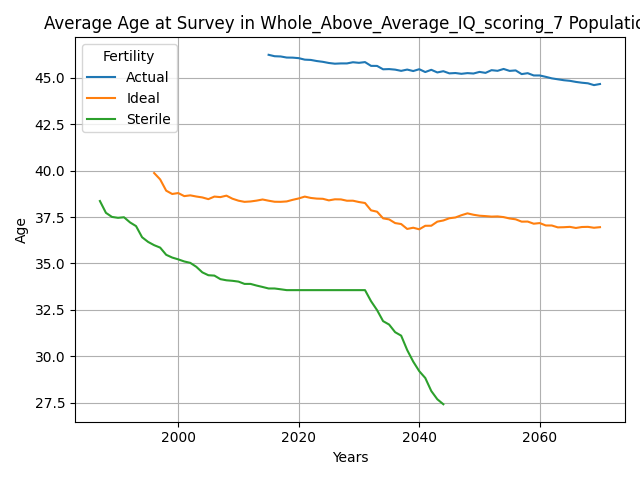 Average Age at Survey in Whole_Above_Average_IQ_scoring_7 Populatio
Fertility
Actual
Ideal
Sterile
45.0
42.5
40.0
37.5
35.0
32.5
30.0
27.5
Age
2000 2020 2040 2060
Years